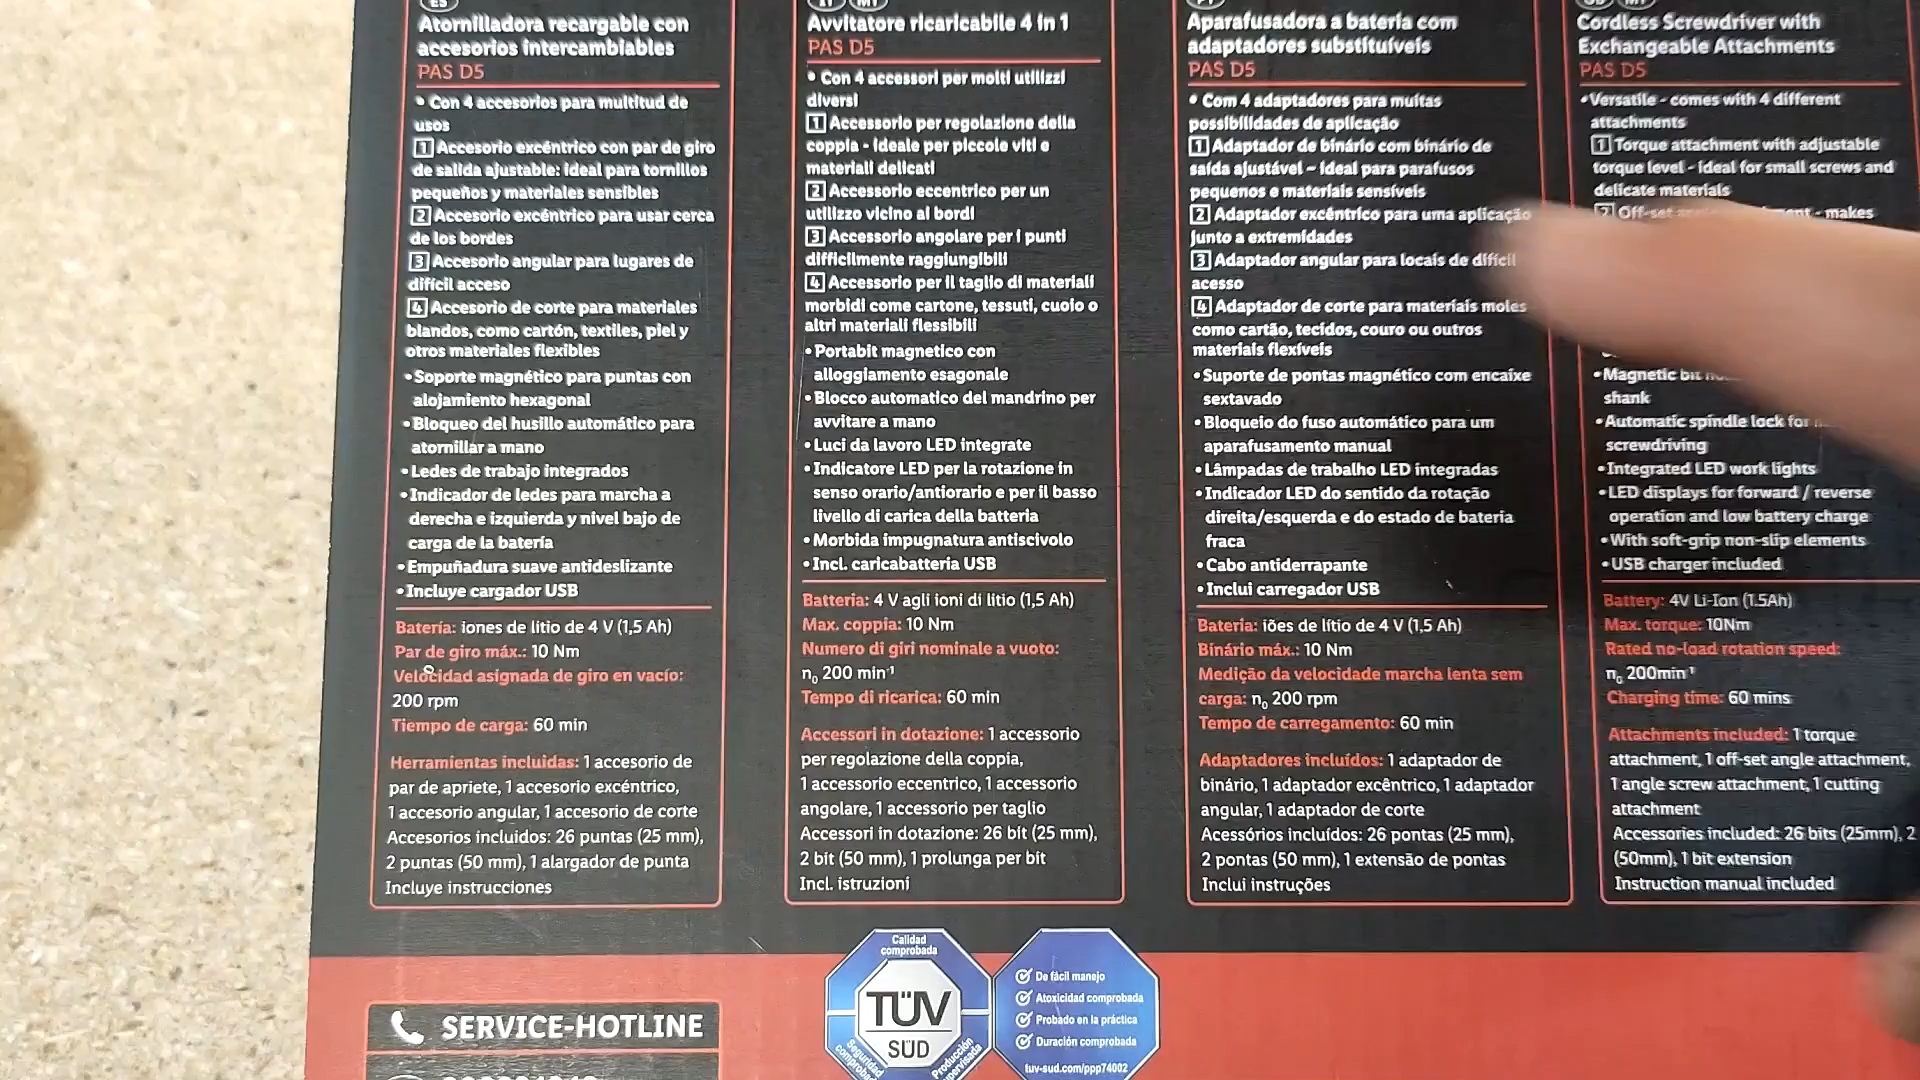 ES
Atornilladora recargable con
accesorios intercambiables
PAS D5
• Con 4 accesorios para multitud de
usos
1 Accesorio excéntrico con par de giro
de salida ajustable: ideal para tornillos
pequeños y materiales sensibles
2 Accesorio excéntrico para usar cerca
de los bordes
3 Accesorio angular para lugares de
difícil acceso
4 Accesorio de corte para materiales
blandos, como cartón, textiles, piel y
otros materiales flexibles
• Soporte magnético para puntas con
alojamiento hexagonal
• Bloqueo del husillo automático para
atornillar a mano
• Ledes de trabajo integrados
• Indicador de ledes para marcha a
derecha e izquierda y nivel bajo de
carga de la batería
• Empuñadura suave antideslizante
• Incluye cargador USB
Batería: iones de litio de 4 V (1,5 Ah)
Par de giro máx.: 10 Nm
Velocidad asignada de giro en vacío:
200 rpm
Tiempo de carga: 60 min
Herramientas incluidas: 1 accesorio de
par de apriete, 1 accesorio excéntrico,
1 accesorio angular, 1 accesorio de corte
Accesorios incluidos: 26 puntas (25 mm),
2 puntas (50 mm), 1 alargador de punta
Incluye instrucciones
IT MT
Avvitatore ricaricabile 4 in 1
PAS D5
• Con 4 accessori per molti utilizzi
diversi
1 Accessorio per regolazione della
coppia - ideale per piccole viti e
materiali delicati
2 Accessorio eccentrico per un
utilizzo vicino ai bordi
3 Accessorio angolare per i punti
difficilmente raggiungibili
4 Accessorio per il taglio di materiali
morbidi come cartone, tessuti, cuoio o
altri materiali flessibili
• Portabit magnetico con
alloggiamento esagonale
• Blocco automatico del mandrino per
avvitare a mano
• Luci da lavoro LED integrate
• Indicatore LED per la rotazione in
senso orario/antiorario e per il basso
livello di carica della batteria
• Morbida impugnatura antiscivolo
• Incl. caricabatteria USB
Batteria: 4 V agli ioni di litio (1,5 Ah)
Max. coppia: 10 Nm
Numero di giri nominale a vuoto:
n₀ 200 min⁻¹
Tempo di ricarica: 60 min
Accessori in dotazione: 1 accessorio
per regolazione della coppia,
1 accessorio eccentrico, 1 accessorio
angolare, 1 accessorio per taglio
Accessori in dotazione: 26 bit (25 mm),
2 bit (50 mm), 1 prolunga per bit
Incl. istruzioni
PT
Aparafusadora a bateria com
adaptadores substituíveis
PAS D5
• Com 4 adaptadores para muitas
possibilidades de aplicação
1 Adaptador de binário com binário de
saída ajustável – ideal para parafusos
pequenos e materiais sensíveis
2 Adaptador excêntrico para uma aplicação
junto a extremidades
3 Adaptador angular para locais de difícil
acesso
4 Adaptador de corte para materiais moles
como cartão, tecidos, couro ou outros
materiais flexíveis
• Suporte de pontas magnético com encaixe
sextavado
• Bloqueio do fuso automático para um
aparafusamento manual
• Lâmpadas de trabalho LED integradas
• Indicador LED do sentido da rotação
direita/esquerda e do estado de bateria
fraca
• Cabo antiderrapante
• Inclui carregador USB
Bateria: iões de lítio de 4 V (1,5 Ah)
Binário máx.: 10 Nm
Medição da velocidade marcha lenta sem
carga: n₀ 200 rpm
Tempo de carregamento: 60 min
Adaptadores incluídos: 1 adaptador de
binário, 1 adaptador excêntrico, 1 adaptador
angular, 1 adaptador de corte
Acessórios incluídos: 26 pontas (25 mm),
2 pontas (50 mm), 1 extensão de pontas
Inclui instruções
GB MT
Cordless Screwdriver with
Exchangeable Attachments
PAS D5
• Versatile - comes with 4 different
attachments
1 Torque attachment with adjustable
torque level - ideal for small screws and
delicate materials
2 Off-set - makes
• Magnetic bit
shank
• Automatic spindle lock for
screwdriving
• Integrated LED work lights
• LED displays for forward / reverse
operation and low battery charge
• With soft-grip non-slip elements
• USB charger included
Battery: 4V Li-Ion (1.5Ah)
Max. torque: 10Nm
Rated no-load rotation speed:
n₀ 200min⁻¹
Charging time: 60 mins
Attachments included: 1 torque
attachment, 1 off-set angle attachment,
1 angle screw attachment, 1 cutting
attachment
Accessories included: 26 bits (25mm), 2
(50mm), 1 bit extension
Instruction manual included
SERVICE-HOTLINE
Calidad
comprobada
TÜV
SÜD
Seguridad
comprobada
Producción
supervisada
De fácil manejo
Atoxicidad comprobada
Probado en la práctica
Duración comprobada
tuv-sud.com/ppp74002